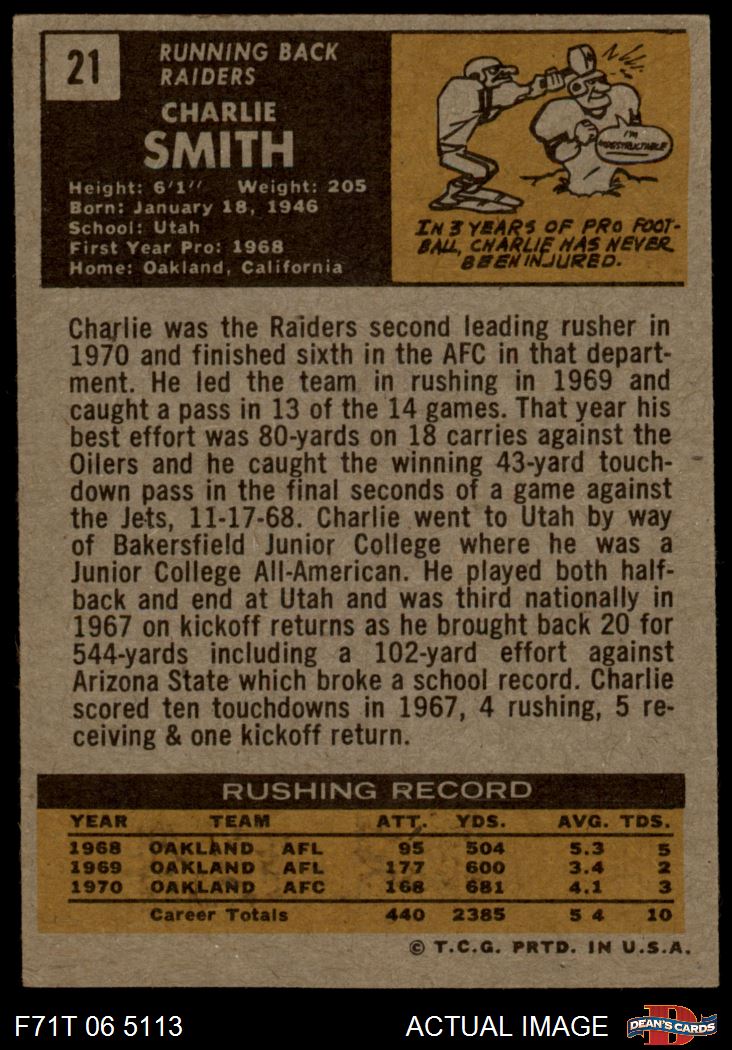 21
RUNNING BACK
RAIDERS
CHARLIE
SMITH
Height: 6'1" Weight: 205
Born: January 18, 1946
School: Utah
First Year Pro: 1968
Home: Oakland, California
I'M
INDESTRUCTABLE
IN 3 YEARS OF PRO FOOT-
BALL, CHARLIE HAS NEVER
BEEN INJURED.
Charlie was the Raiders second leading rusher in
1970 and finished sixth in the AFC in that depart-
ment. He led the team in rushing in 1969 and
caught a pass in 13 of the 14 games. That year his
best effort was 80-yards on 18 carries against the
Oilers and he caught the winning 43-yard touch-
down pass in the final seconds of a game against
the Jets, 11-17-68. Charlie went to Utah by way
of Bakersfield Junior College where he was a
Junior College All-American. He played both half-
back and end at Utah and was third nationally in
1967 on kickoff returns as he brought back 20 for
544-yards including a 102-yard effort against
Arizona State which broke a school record. Charlie
scored ten touchdowns in 1967, 4 rushing, 5 re-
ceiving & one kickoff return.
RUSHING RECORD
YEAR TEAM ATT. YDS. AVG. TDS.
1968 OAKLAND AFL 95 504 5.3 5
1969 OAKLAND AFL 177 600 3.4 2
1970 OAKLAND AFC 168 681 4.1 3
Career Totals 440 2385 5 4 10
© T.C.G. PRTD. IN U.S.A.
F71T 06 5113 ACTUAL IMAGE D DEAN'S CARDS